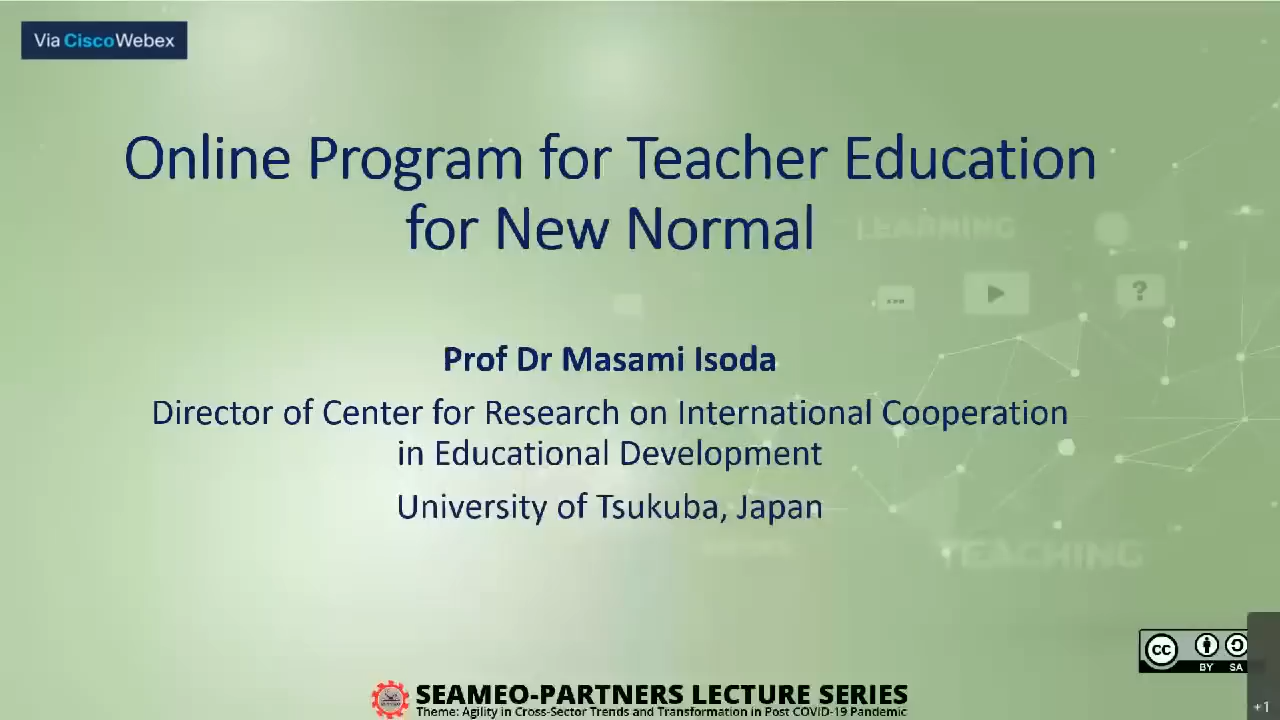 Via CiscoWebex
Online Program for Teacher Education
for New Normal
LEARNING
?
Prof Dr Masami Isoda
Director of Center for Research on International Cooperation
in Educational Development
University of Tsukuba, Japan
TEACHING
CC
BY SA
SEAMEO-PARTNERS LECTURE SERIES
Theme: Agility in Cross-Sector Trends and Transformation in Post COVID-19 Pandemic
+1